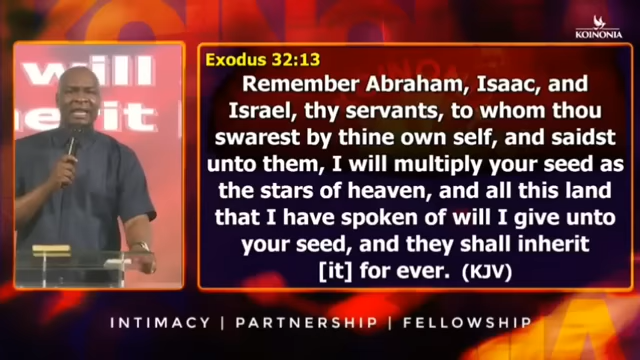 KOINONIA
will
erit
Exodus 32:13
Remember Abraham, Isaac, and
Israel, thy servants, to whom thou
swarest by thine own self, and saidst
unto them, I will multiply your seed as
the stars of heaven, and all this land
that I have spoken of will I give unto
your seed, and they shall inherit
[it] for ever. (KJV)
INTIMACY | PARTNERSHIP | FELLOWSHIP